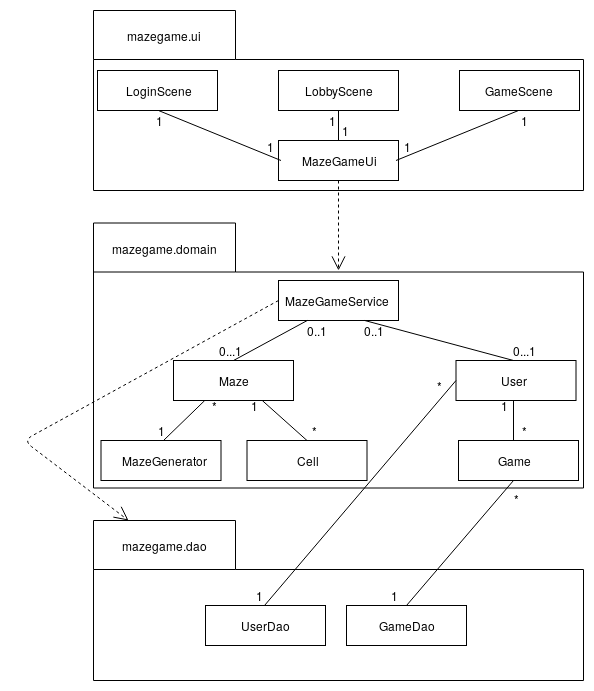 mazegame.ui
LoginScene
LobbyScene
GameScene
1
1
1
1
1
1
MazeGameUi
mazegame.domain
MazeGameService
0..1
0..1
0...1
0...1
Maze
User
*
*
1
1
1
*
*
MazeGenerator
Cell
Game
*
mazegame.dao
1
1
UserDao
GameDao